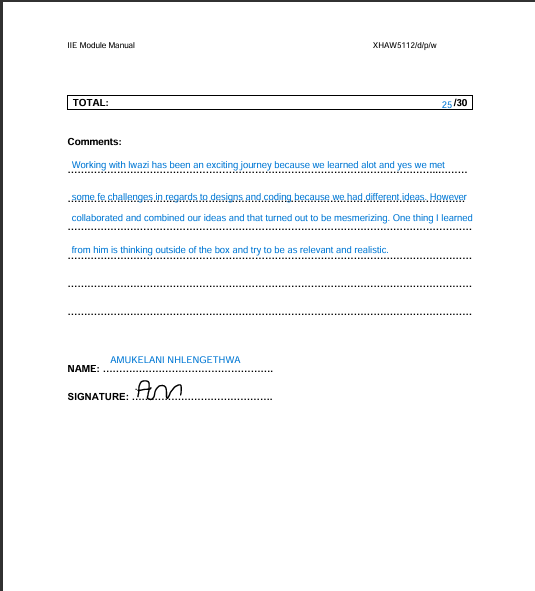 IIE Module Manual XHAW5112/d/p/w
TOTAL: 25/30
Comments:
Working with lwazi has been an exciting journey because we learned alot and yes we met
some fe challenges in regards to designs and coding because we had different ideas. However
collaborated and combined our ideas and that turned out to be mesmerizing. One thing I learned
from him is thinking outside of the box and try to be as relevant and realistic.
AMUKELANI NHLENGETHWA
NAME:
SIGNATURE: